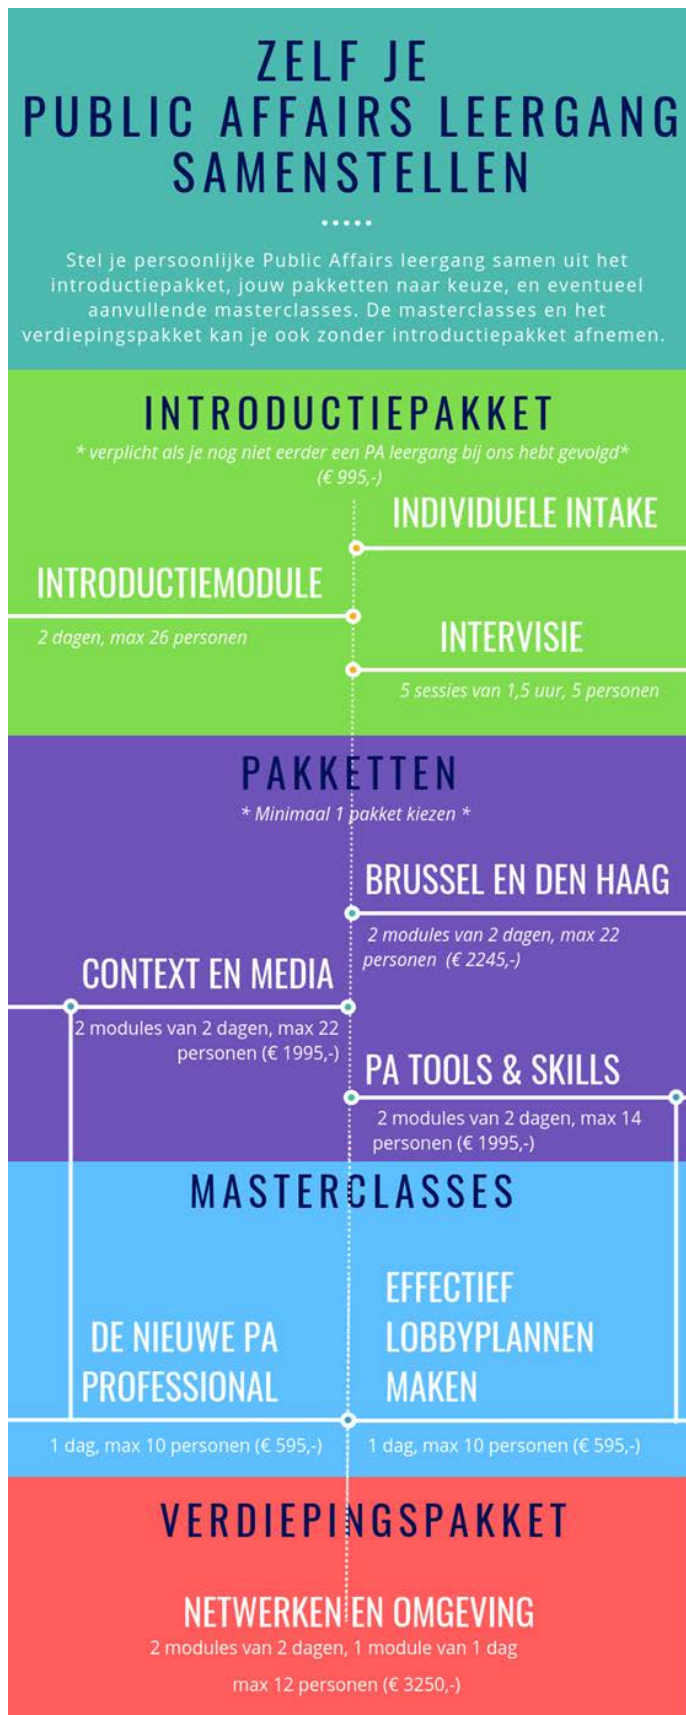 ZELF JE
PUBLIC AFFAIRS LEERGANG
SAMENSTELLEN
Stel je persoonlijke Public Affairs leergang samen uit het
introductiepakket, jouw pakketten naar keuze, en eventueel
aanvullende masterclasses. De masterclasses en het
verdiepingspakket kan je ook zonder introductiepakket afnemen.
INTRODUCTIEPAKKET
* verplicht als je nog niet eerder een PA leergang bij ons hebt gevolgd*
(€ 995,-)
INDIVIDUELE INTAKE
INTRODUCTIEMODULE
2 dagen, max 26 personen
INTERVISIE
5 sessies van 1,5 uur, 5 personen
PAKKETTEN
* Minimaal 1 pakket kiezen *
BRUSSEL EN DEN HAAG
2 modules van 2 dagen, max 22
personen (€ 2245,-)
CONTEXT EN MEDIA
2 modules van 2 dagen, max 22
personen (€ 1995,-)
PA TOOLS & SKILLS
2 modules van 2 dagen, max 14
personen (€ 1995,-)
MASTERCLASSES
DE NIEUWE PA
PROFESSIONAL
1 dag, max 10 personen (€ 595,-)
EFFECTIEF
LOBBYPLANNEN
MAKEN
1 dag, max 10 personen (€ 595,-)
VERDIEPINGSPAKKET
NETWERKEN EN OMGEVING
2 modules van 2 dagen, 1 module van 1 dag
max 12 personen (€ 3250,-)